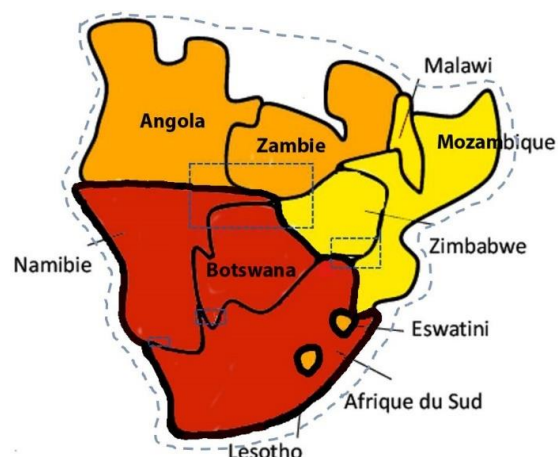 Malawi
Angola
Zambie
Mozambique
Namibie
Botswana
Zimbabwe
Eswatini
Afrique du Sud
Lesotho